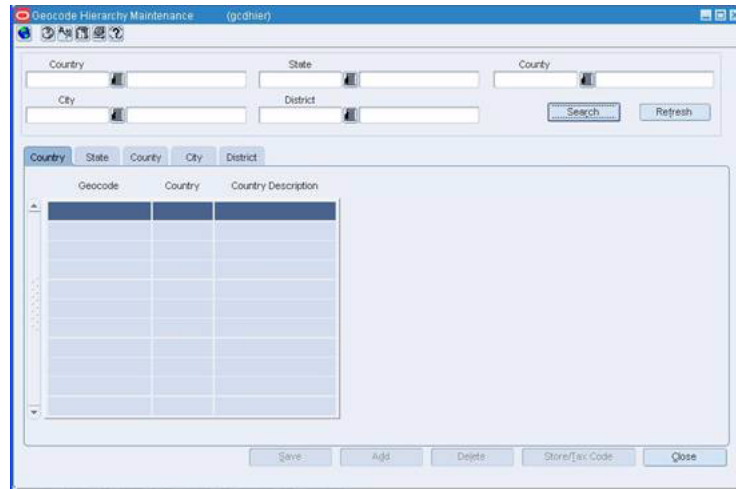 Geocode Hierarchy Maintenance (gcdhier)
Country State County
City District
Search Refresh
Country State County City District
Geocode Country Country Description
Save Add Delete Store/Tax Code Close